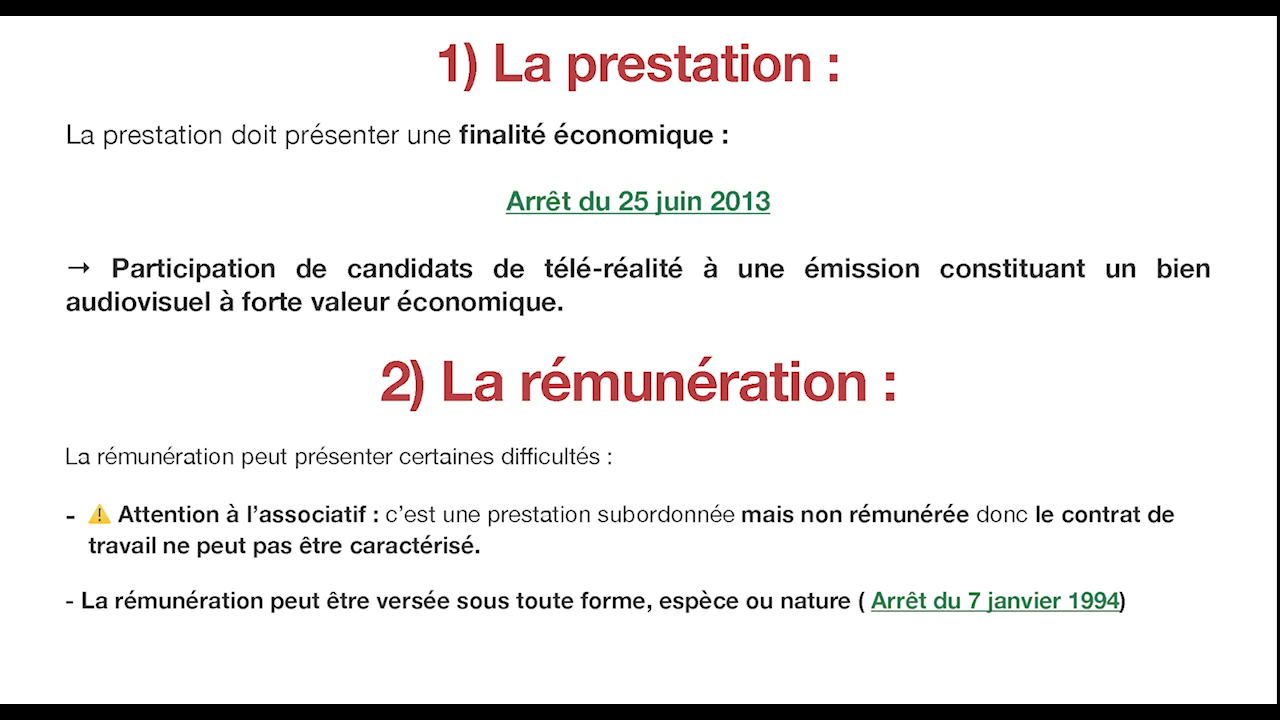 1) La prestation :
La prestation doit présenter une finalité économique :
Arrêt du 25 juin 2013
→ Participation de candidats de télé-réalité à une émission constituant un bien
audiovisuel à forte valeur économique.
2) La rémunération :
La rémunération peut présenter certaines difficultés :
- ⚠️ Attention à l’associatif : c’est une prestation subordonnée mais non rémunérée donc le contrat de
travail ne peut pas être caractérisé.
- La rémunération peut être versée sous toute forme, espèce ou nature ( Arrêt du 7 janvier 1994)